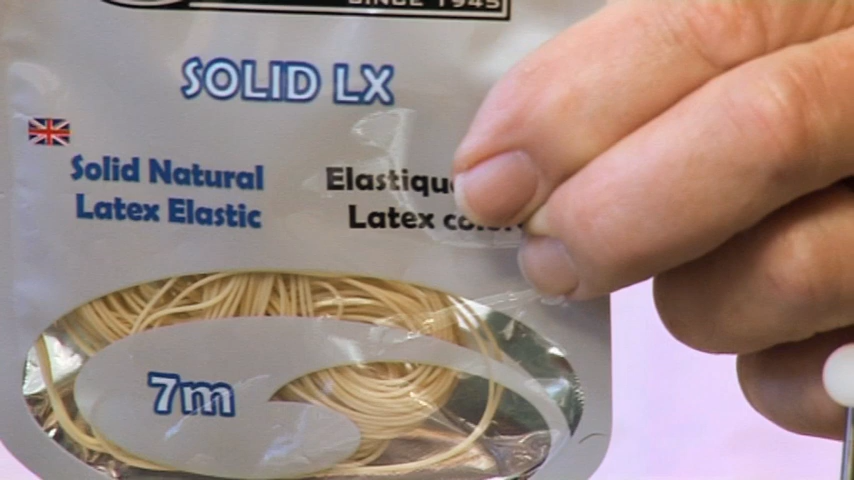 SINCE 1945
SOLID LX
Solid Natural
Latex Elastic
Latex
7m